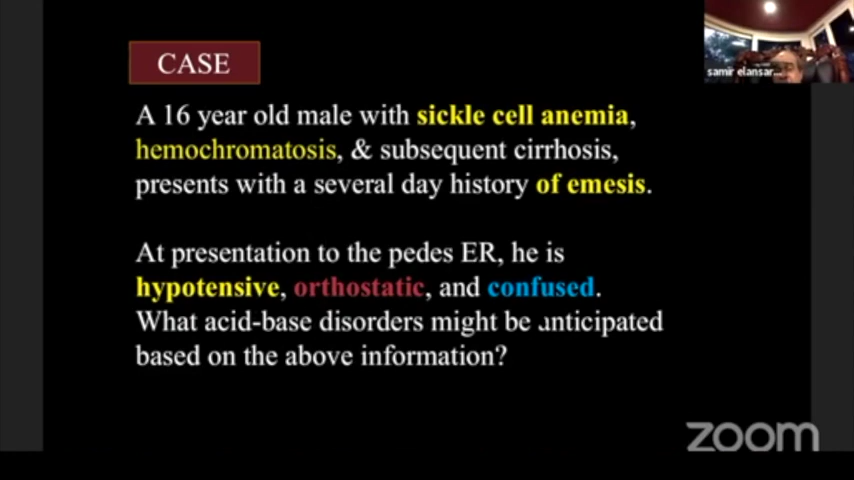 CASE
samir elansar...
A 16 year old male with sickle cell anemia,
hemochromatosis, & subsequent cirrhosis,
presents with a several day history of emesis.
At presentation to the pedes ER, he is
hypotensive, orthostatic, and confused.
What acid-base disorders might be anticipated
based on the above information?
zoom